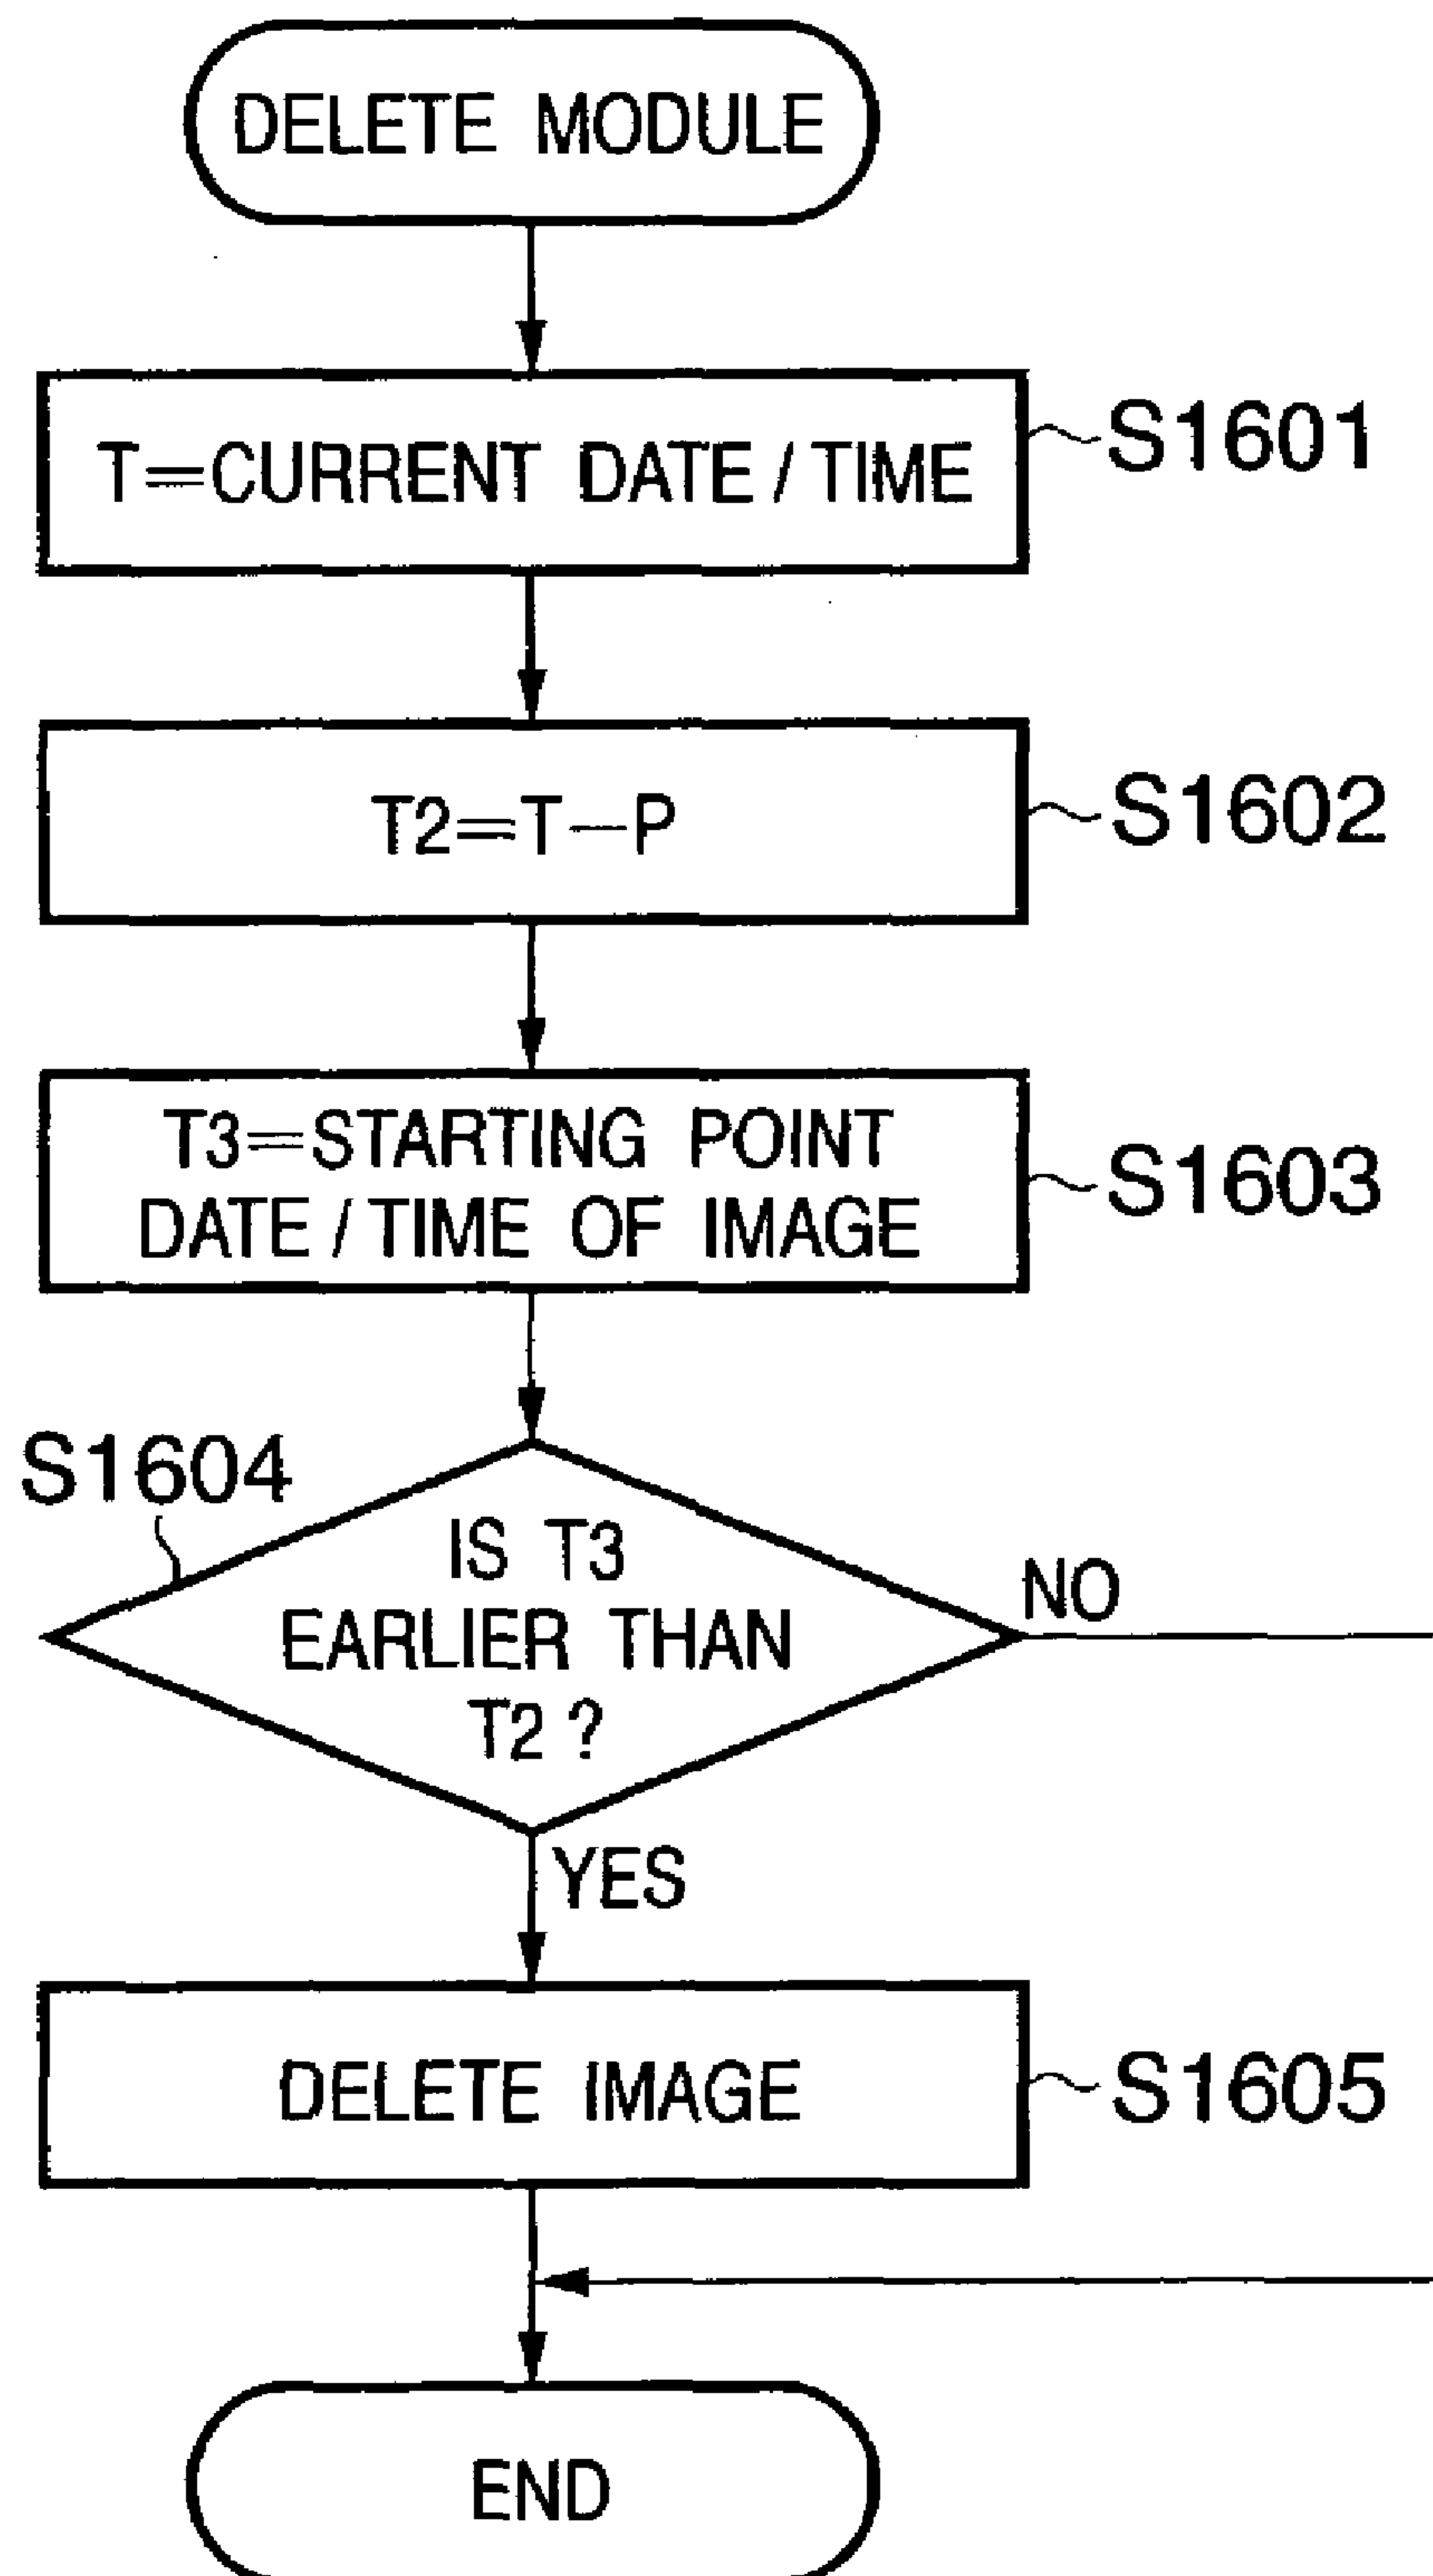 DELETE MODULE
T=CURRENT DATE / TIME
S1601
T2=T-P
S1602
T3=STARTING POINT
DATE / TIME OF IMAGE
S1603
S1604
IS T3
EARLIER THAN
T2 ?
NO
YES
DELETE IMAGE
S1605
END